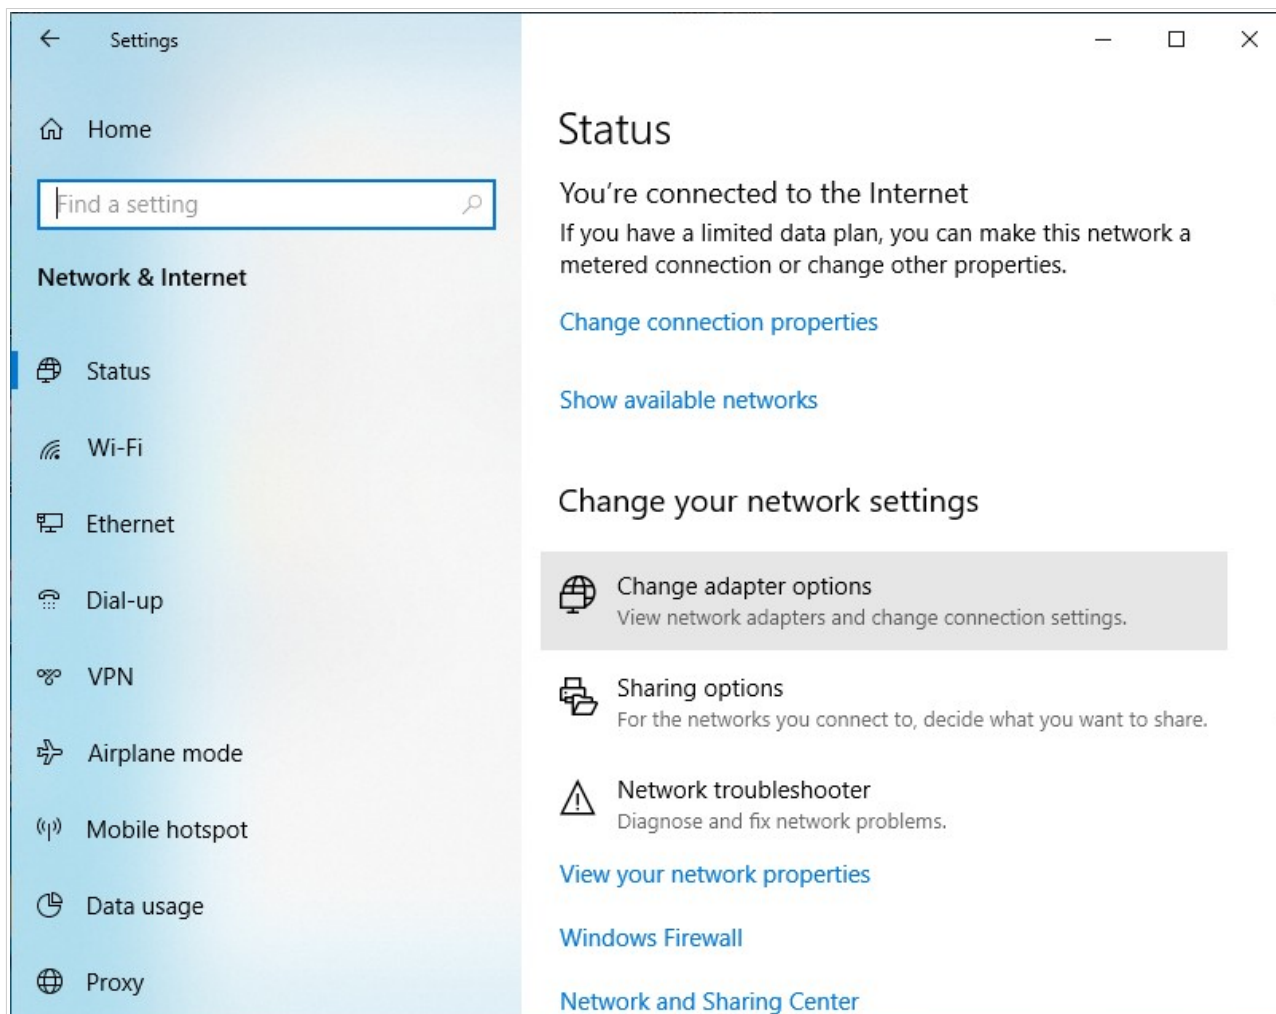 Settings
Home
Find a setting
Network & Internet
Status
Wi-Fi
Ethernet
Dial-up
VPN
Airplane mode
Mobile hotspot
Data usage
Proxy
Status
You're connected to the Internet
If you have a limited data plan, you can make this network a
metered connection or change other properties.
Change connection properties
Show available networks
Change your network settings
Change adapter options
View network adapters and change connection settings.
Sharing options
For the networks you connect to, decide what you want to share.
Network troubleshooter
Diagnose and fix network problems.
View your network properties
Windows Firewall
Network and Sharing Center